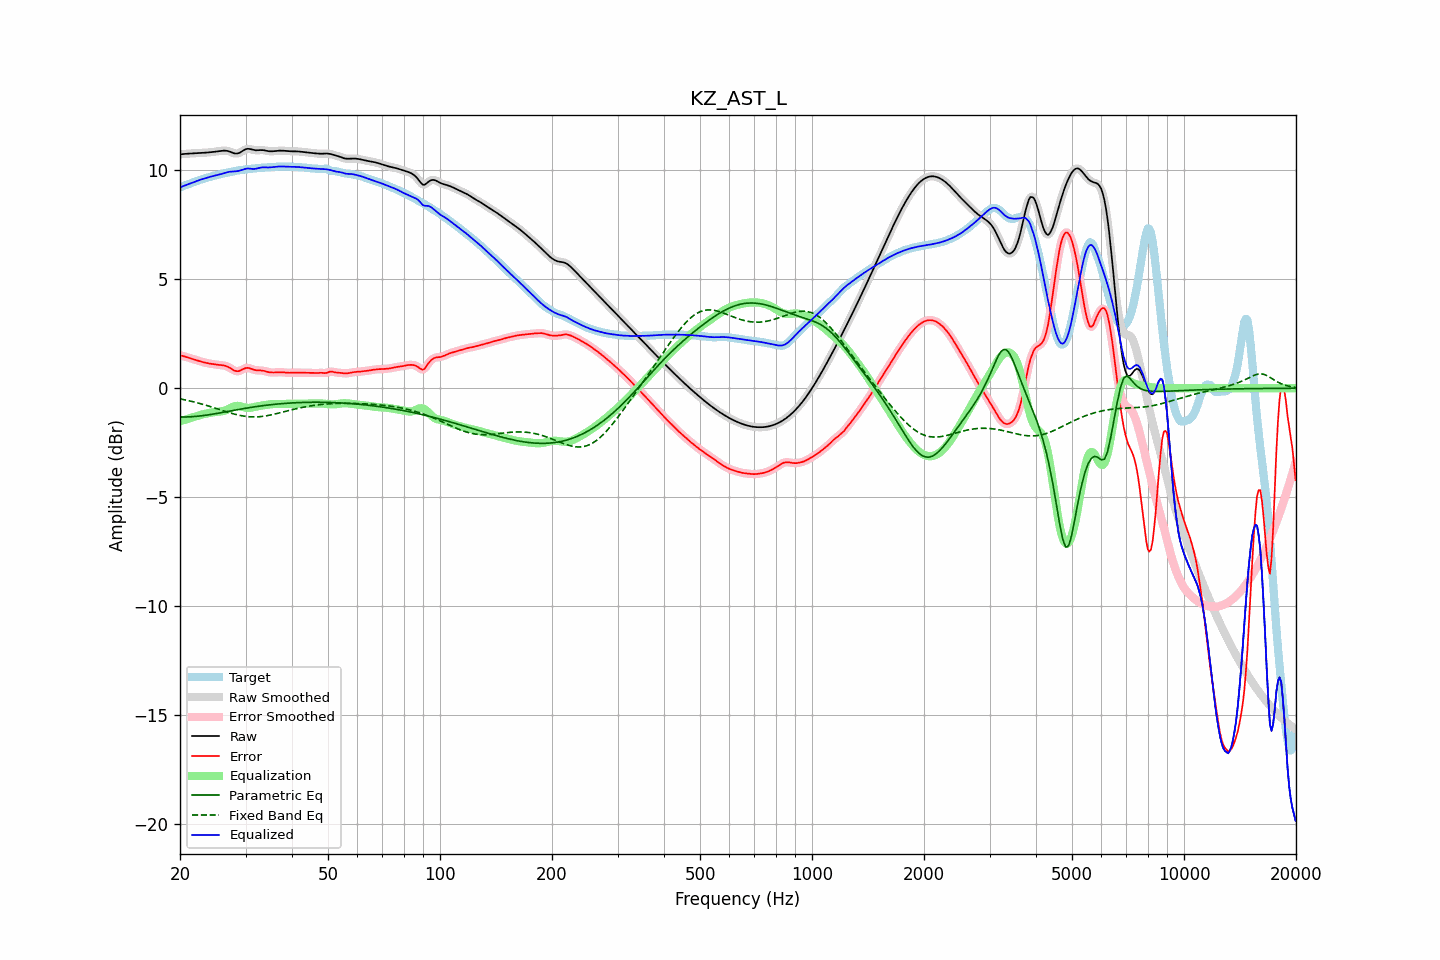 KZ_AST_L
Amplitude (dBr)
10
5
0
−5
−10
−15
−20
Target
Raw Smoothed
Error Smoothed
Raw
Error
Equalization
Parametric Eq
Fixed Band Eq
Equalized
20 50 100 200 500 1000 2000 5000 10000 20000
Frequency (Hz)